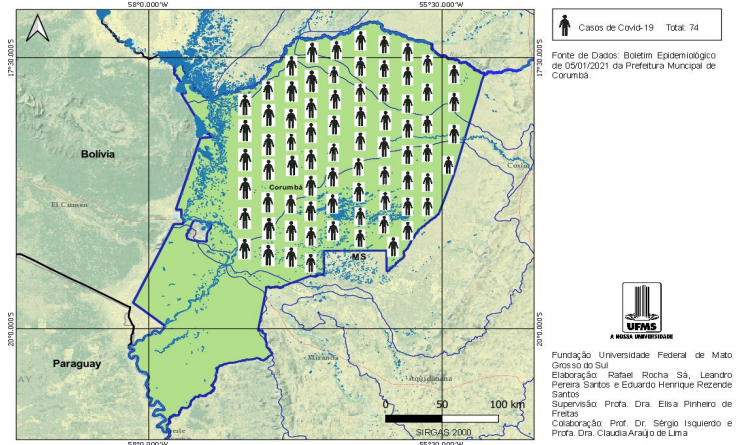 58°0.000'S
55°30.000'S
17°30.000'S
17°30.000'S
Bolívia
El Carmen
Corumbá
Coxim
MS
20°0.000'S
20°0.000'S
Paraguay
AY
Miranda
Aquidauana
0 50 100 km
SIRGAS 2000
58°0.000'S
55°30.000'S
Casos de Covid-19 Total: 74
Fonte de Dados: Boletim Epidemiológico
de 05/01/2021 da Prefeitura Muncipal de
Corumbá.
UFMS
A NOSSA UNIVERSIDADE
Fundação Universidade Federal de Mato
Grosso do Sul
Elaboração: Rafael Rocha Sá, Leandro
Pereira Santos e Eduardo Henrique Rezende
Santos
Supervisão: Profa. Dra. Elisa Pinheiro de
Freitas
Colaboração: Prof. Dr. Sérgio Isquierdo e
Profa. Dra. Claudia Araújo de Lima